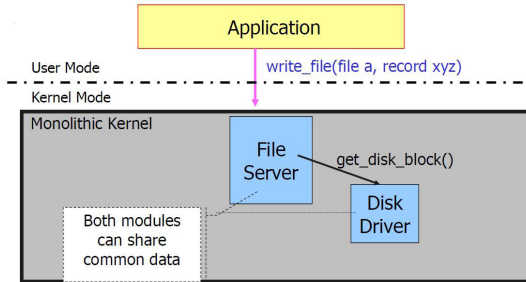 Application
User Mode
write_file(file a, record xyz)
Kernel Mode
Monolithic Kernel
File
Server
get_disk_block()
Disk
Driver
Both modules
can share
common data